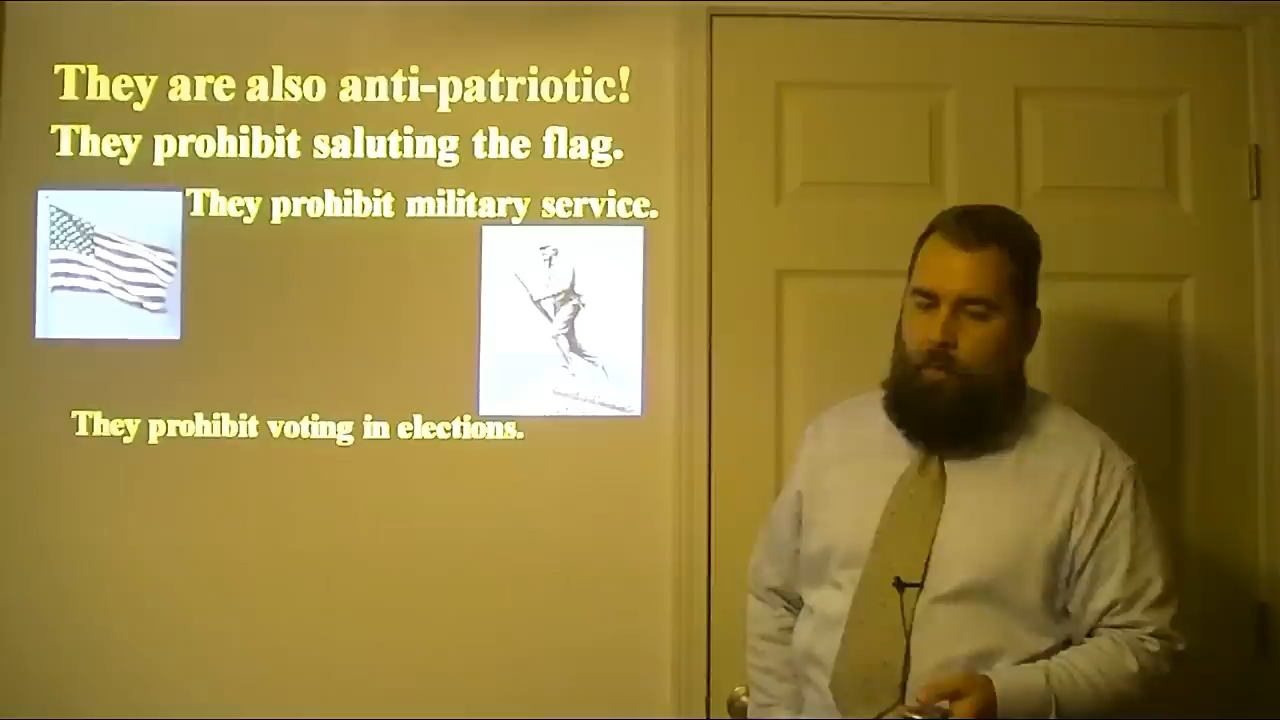 They are also anti-patriotic!
They prohibit saluting the flag.
They prohibit military service.
They prohibit voting in elections.